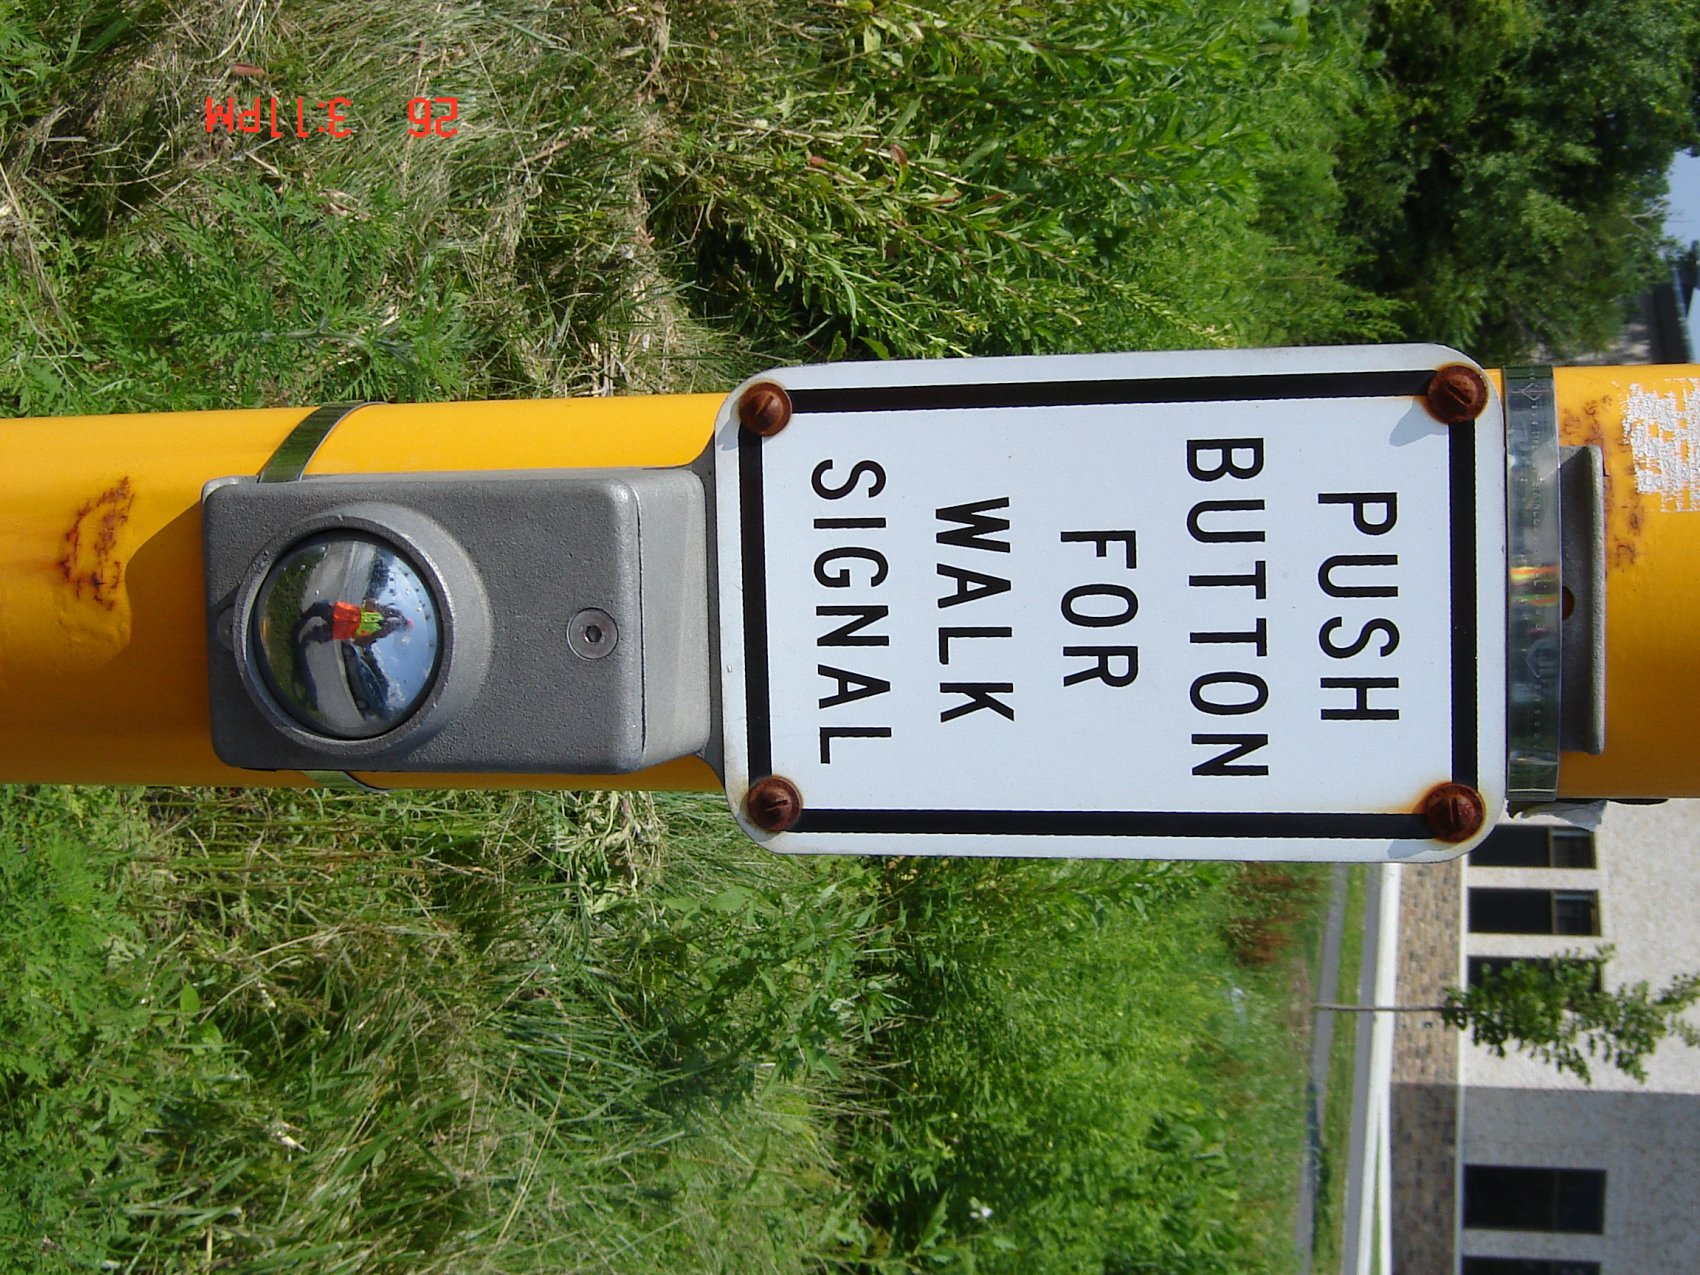 PUSH
BUTTON
FOR
WALK
SIGNAL
26 3:11PM